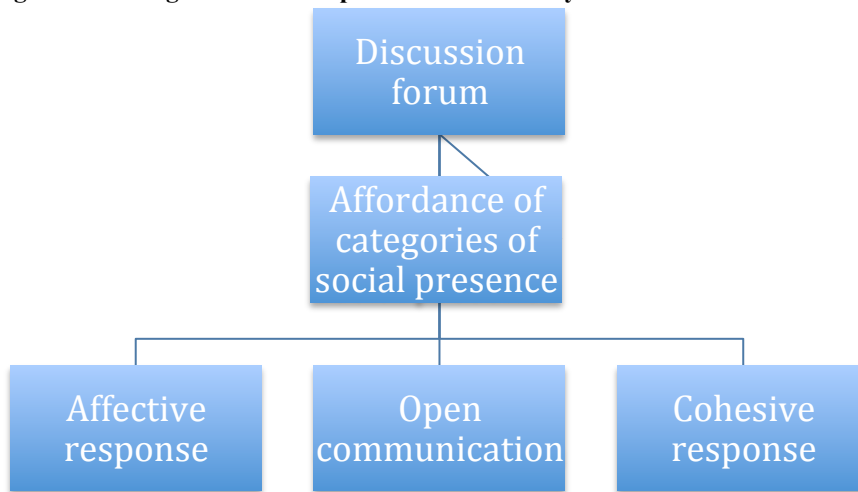 Discussion
forum
Affordance of
categories of
social presence
Affective
response
Open
communication
Cohesive
response